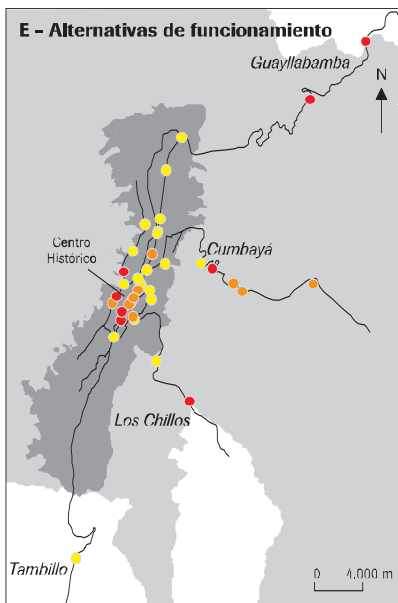 E – Alternativas de funcionamiento
Guayllabamba
N
Centro
Histórico
Cumbayá
Los Chillos
Tambillo
0 4,000 m